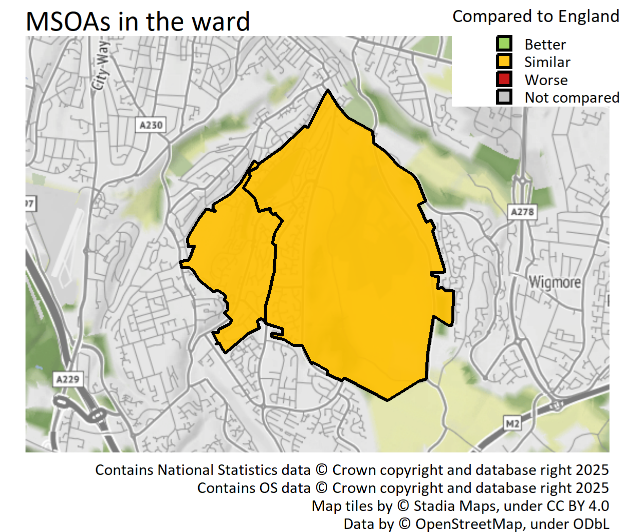 MSOAs in the ward
Compared to England
Better
Similar
Worse
Not compared
City Way
A230
A278
Wigmore
A229
M2
Contains National Statistics data © Crown copyright and database right 2025
Contains OS data © Crown copyright and database right 2025
Map tiles by © Stadia Maps, under CC BY 4.0
Data by © OpenStreetMap, under ODbL